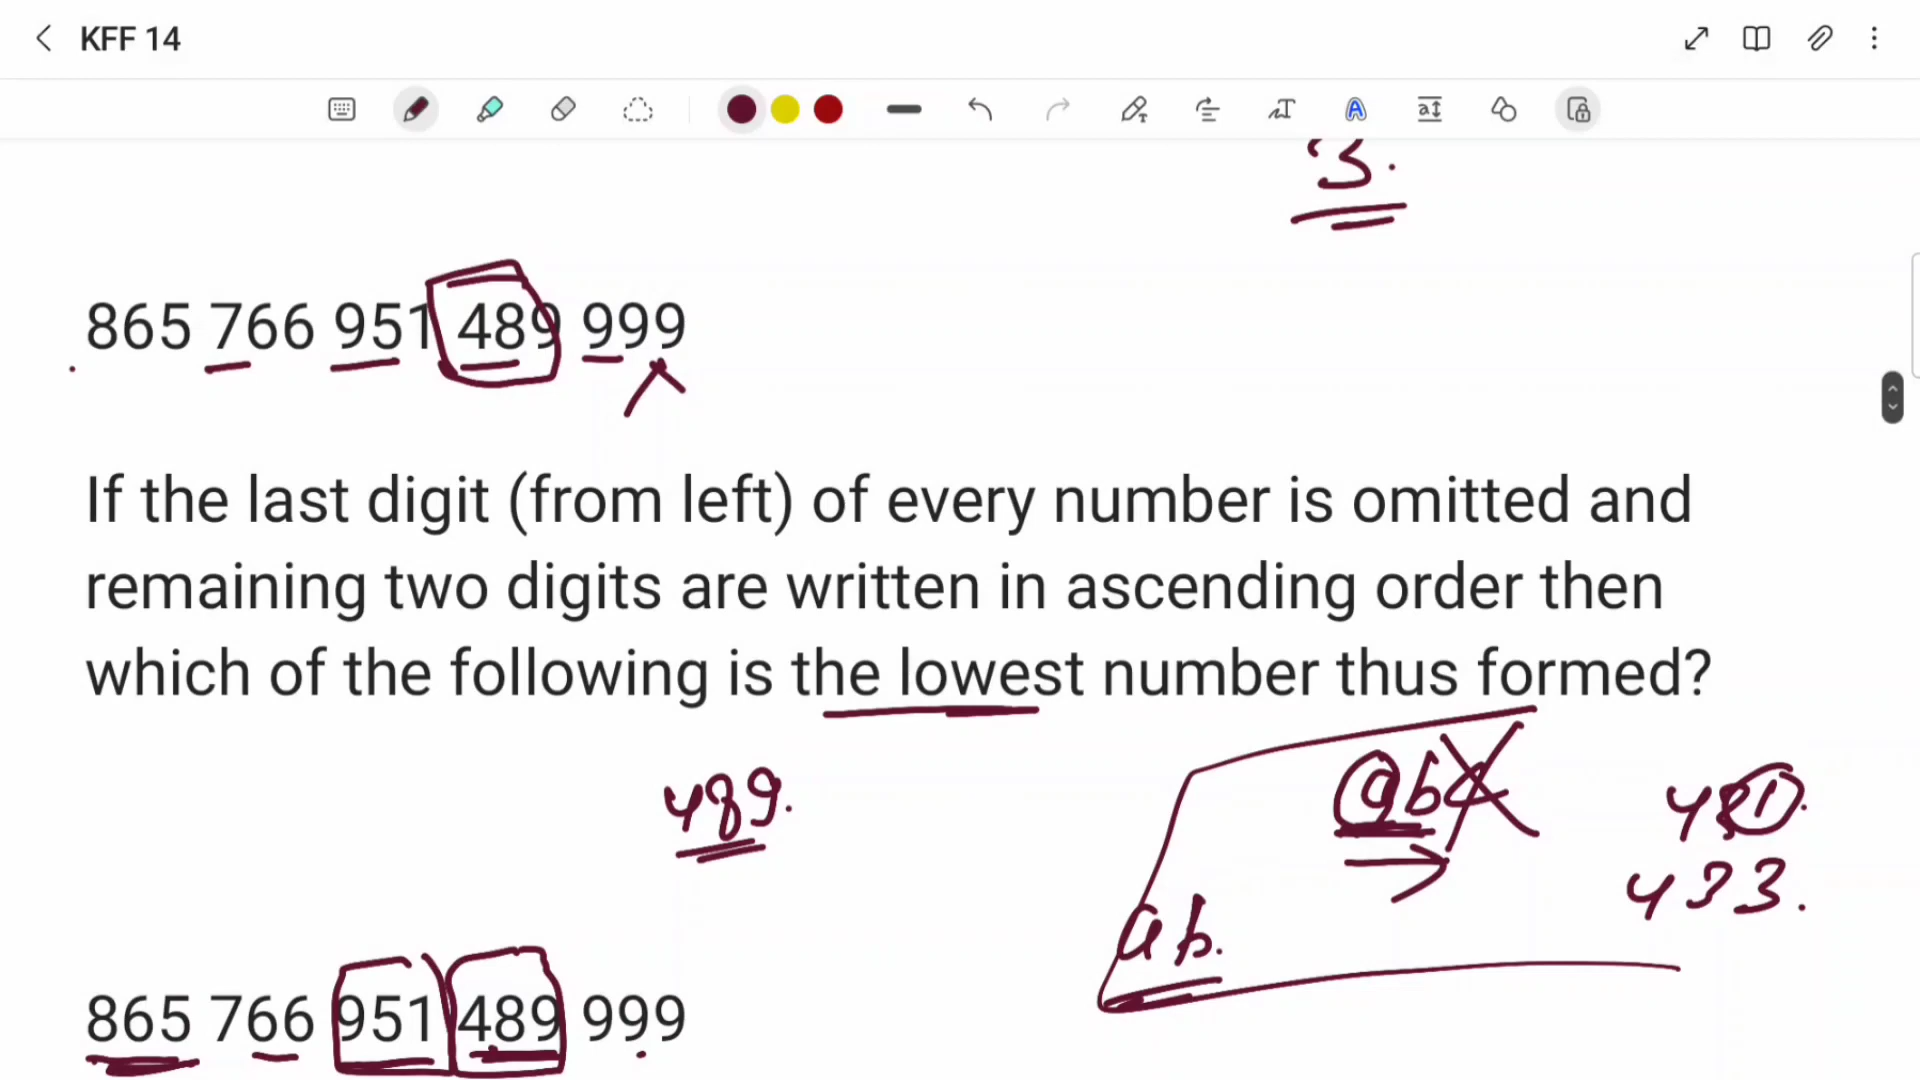 KFF 14
3.
865 766 951 489 999
If the last digit (from left) of every number is omitted and
remaining two digits are written in ascending order then
which of the following is the lowest number thus formed?
489.
ab
433.
ab.
865 766 951 489 999